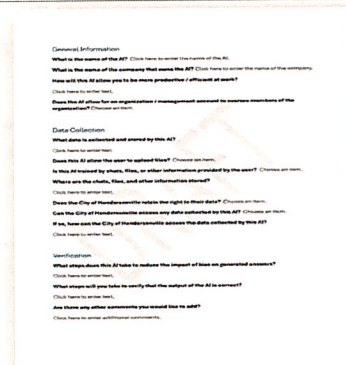 General Information
What is the name of the AI? Click here to enter the name of the AI.
What is the name of the company that owns the AI? Click here to enter the name of the company.
How will this AI allow you to be more productive / efficient at work?
Click here to enter text.
Does the AI allow for an organization / management account to oversee members of the
organization? Choose an item.
Data Collection
What data is collected and stored by this AI?
Click here to enter text.
Does this AI allow the user to upload files? Choose an item.
Is this AI trained by chats, files, or other information provided by the user? Choose an item.
Where are the chats, files, and other information stored?
Click here to enter text.
Does the City of Hendersonville retain the right to their data? Choose an item.
Can the City of Hendersonville access any data collected by this AI? Choose an item.
If so, how can the City of Hendersonville access the data collected by this AI?
Click here to enter text.
Verification
What steps does this AI take to reduce the impact of bias on generated answers?
Click here to enter text.
What steps will you take to verify that the output of the AI is correct?
Click here to enter text.
Are there any other comments you would like to add?
Click here to enter additional comments.